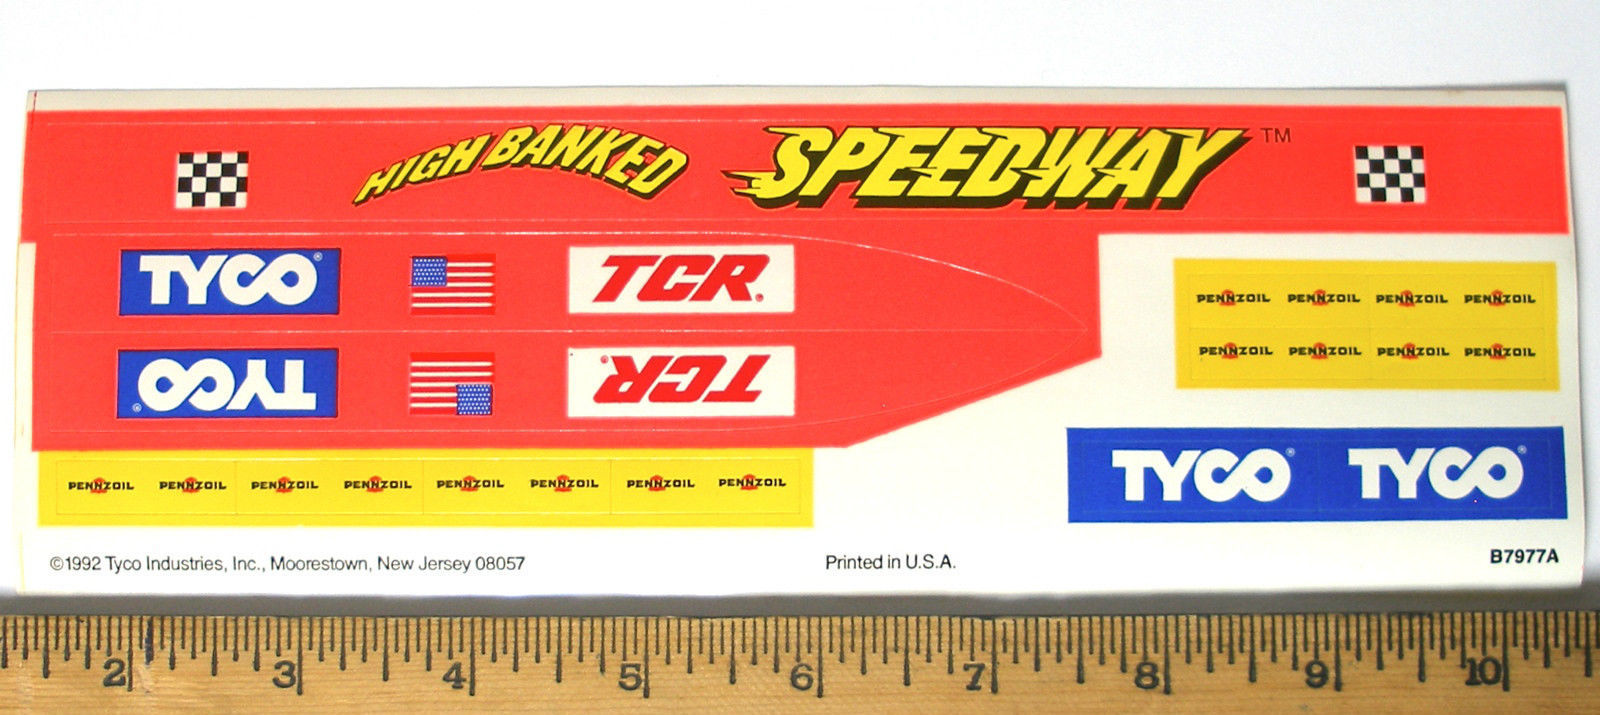 HIGH BANKED SPEEDWAY™
TYCO® TCR®
PENNZOIL PENNZOIL PENNZOIL PENNZOIL
PENNZOIL PENNZOIL PENNZOIL PENNZOIL
TYCO® TCR®
TYCO® TYCO®
PENNZOIL PENNZOIL PENNZOIL PENNZOIL PENNZOIL PENNZOIL PENNZOIL PENNZOIL
©1992 Tyco Industries, Inc., Moorestown, New Jersey 08057 Printed in U.S.A. B7977A
2 3 4 5 6 7 8 9 10